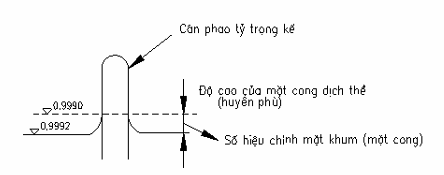 Cán phao tỷ trọng kế
0,9990
Độ cao của mặt cong dịch thể
(huyền phù)
0,9992
Số hiệu chỉnh mặt khum (mặt cong)